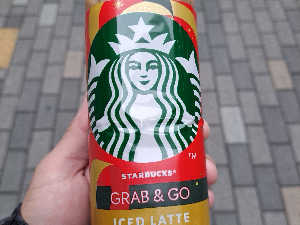 STARBUCKS®
GRAB & GO
ICED LATTE
TM